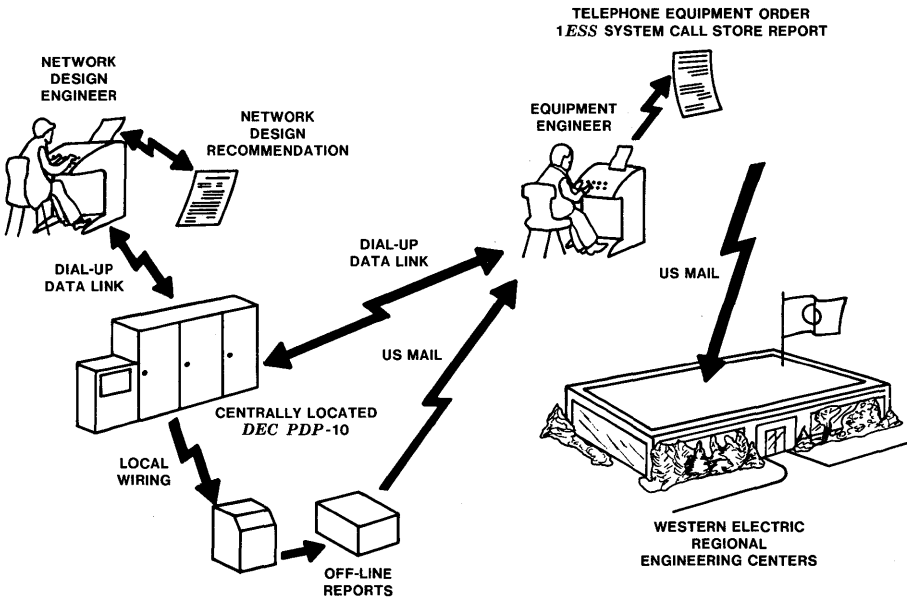 TELEPHONE EQUIPMENT ORDER
1ESS SYSTEM CALL STORE REPORT
NETWORK
DESIGN
ENGINEER
NETWORK
DESIGN
RECOMMENDATION
EQUIPMENT
ENGINEER
DIAL-UP
DATA LINK
DIAL-UP
DATA LINK
US MAIL
US MAIL
CENTRALLY LOCATED
DEC PDP-10
LOCAL
WIRING
OFF-LINE
REPORTS
WESTERN ELECTRIC
REGIONAL
ENGINEERING CENTERS